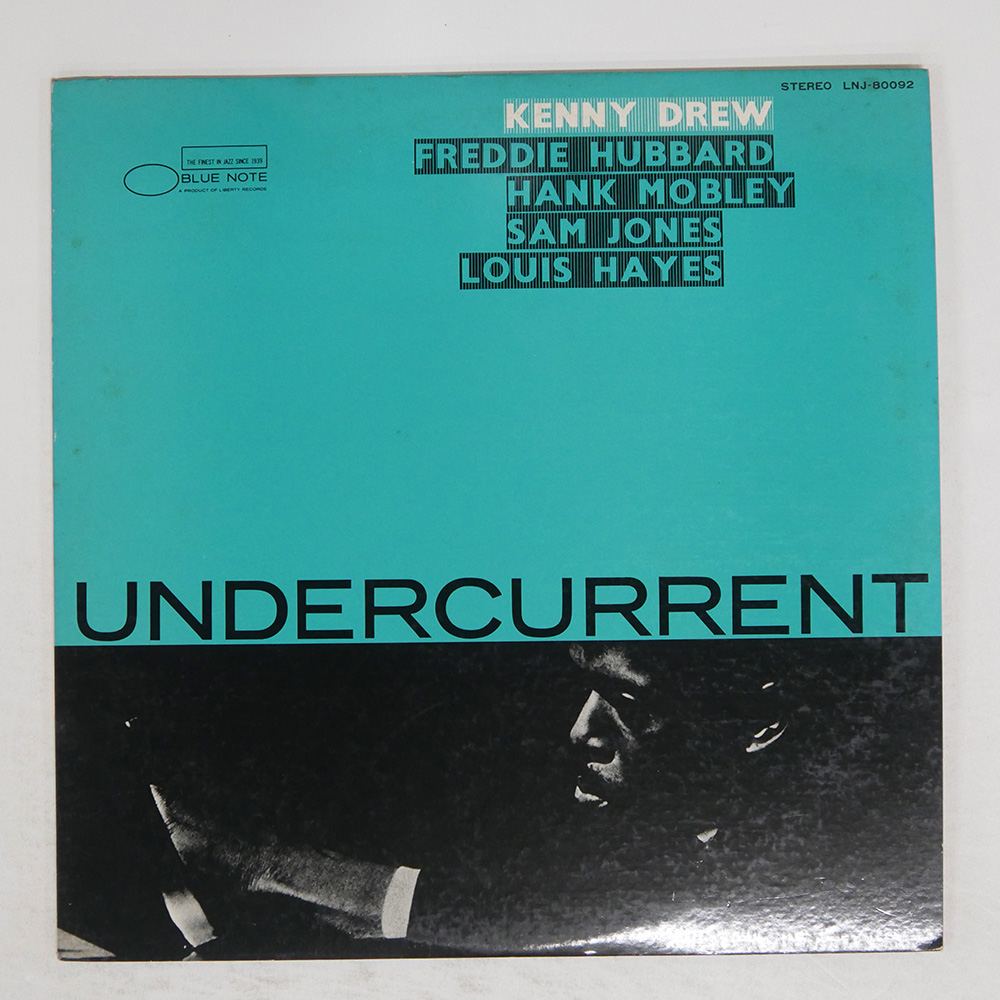 STEREO LNJ-80092
KENNY DREW
FREDDIE HUBBARD
HANK MOBLEY
SAM JONES
LOUIS HAYES
THE FINEST IN JAZZ SINCE 1939
BLUE NOTE
A PRODUCT OF LIBERTY RECORDS
UNDERCURRENT